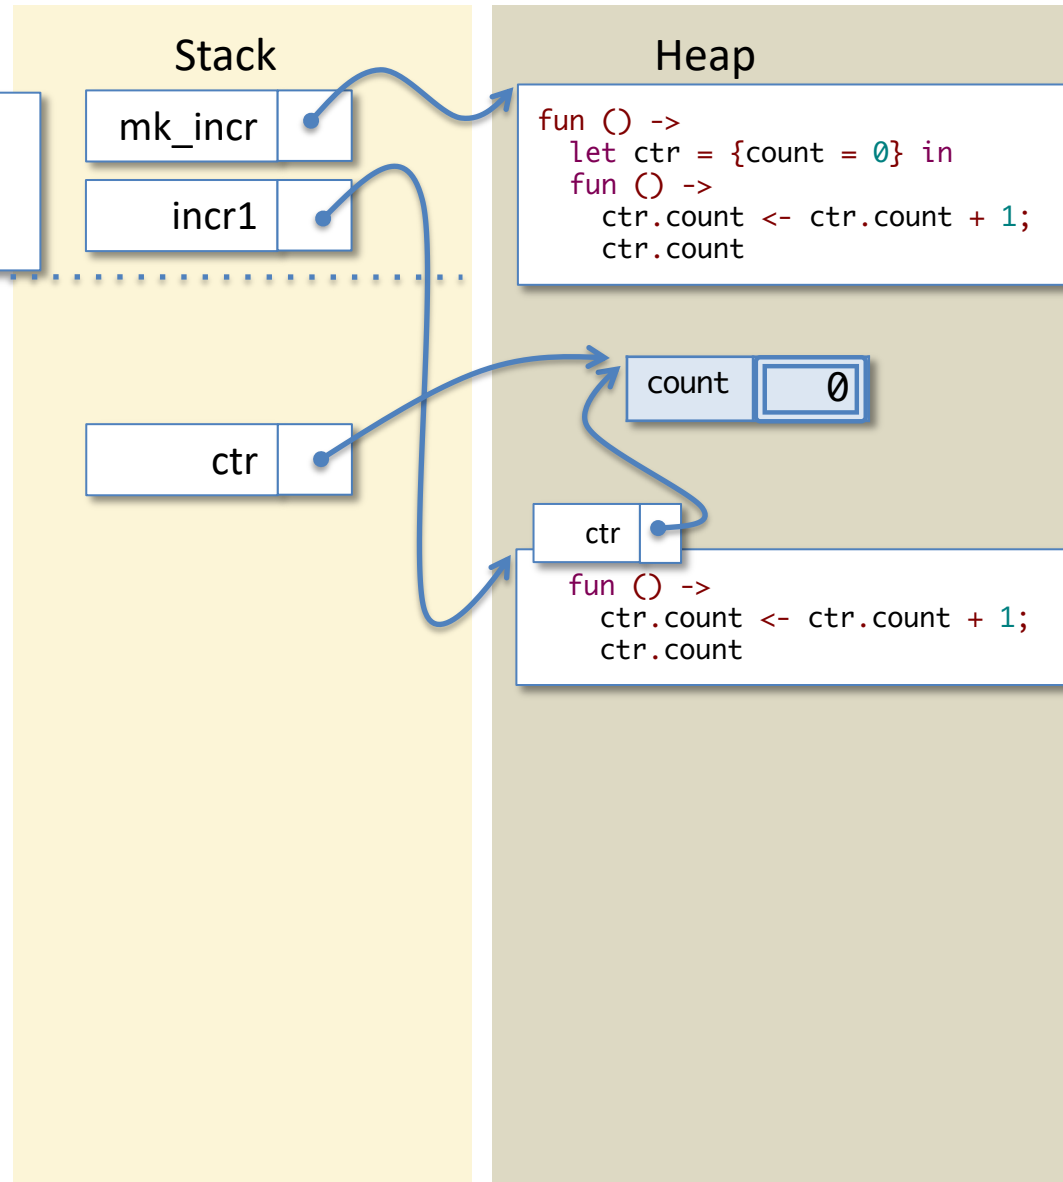 Stack
Heap
mk_incr
incr1
fun () ->
let ctr = {count = 0} in
fun () ->
ctr.count <- ctr.count + 1;
ctr.count
count 0
ctr
ctr
fun () ->
ctr.count <- ctr.count + 1;
ctr.count